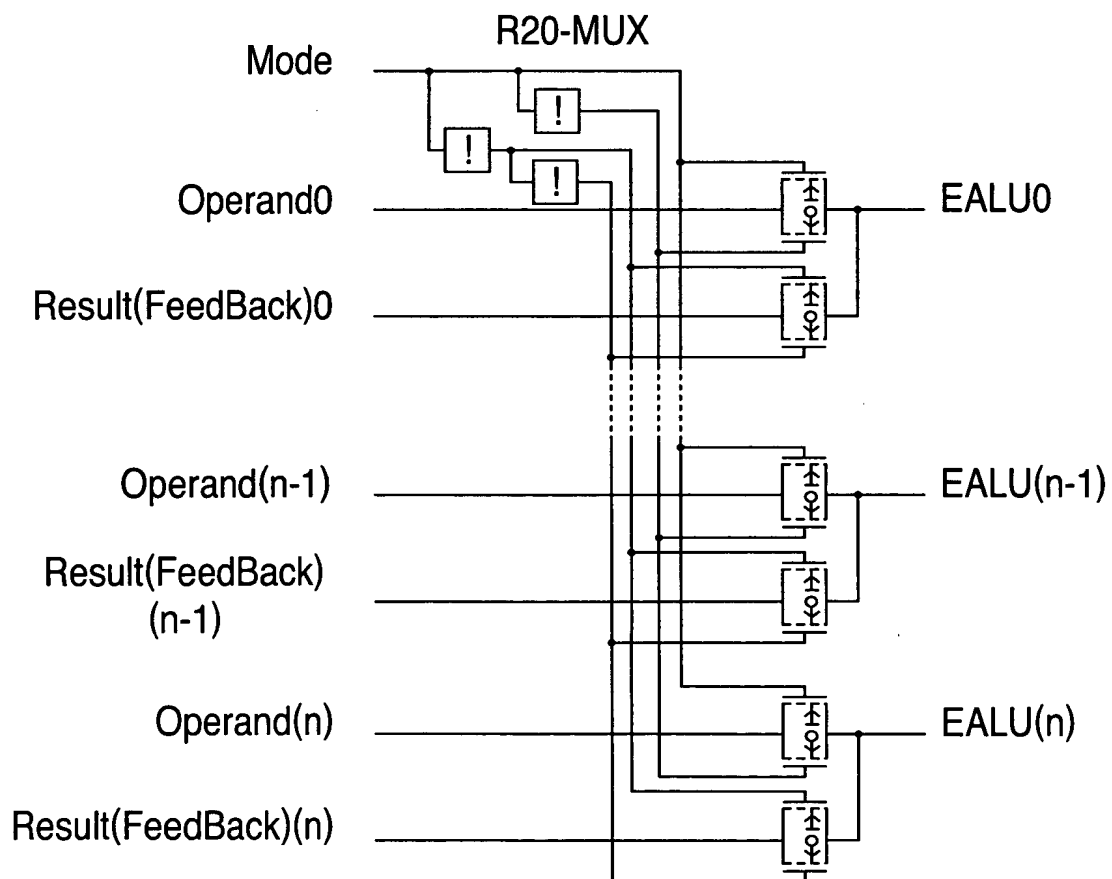 R20-MUX
Mode
!
!
!
Operand0
EALU0
Result(FeedBack)0
Operand(n-1)
EALU(n-1)
Result(FeedBack)
(n-1)
Operand(n)
EALU(n)
Result(FeedBack)(n)